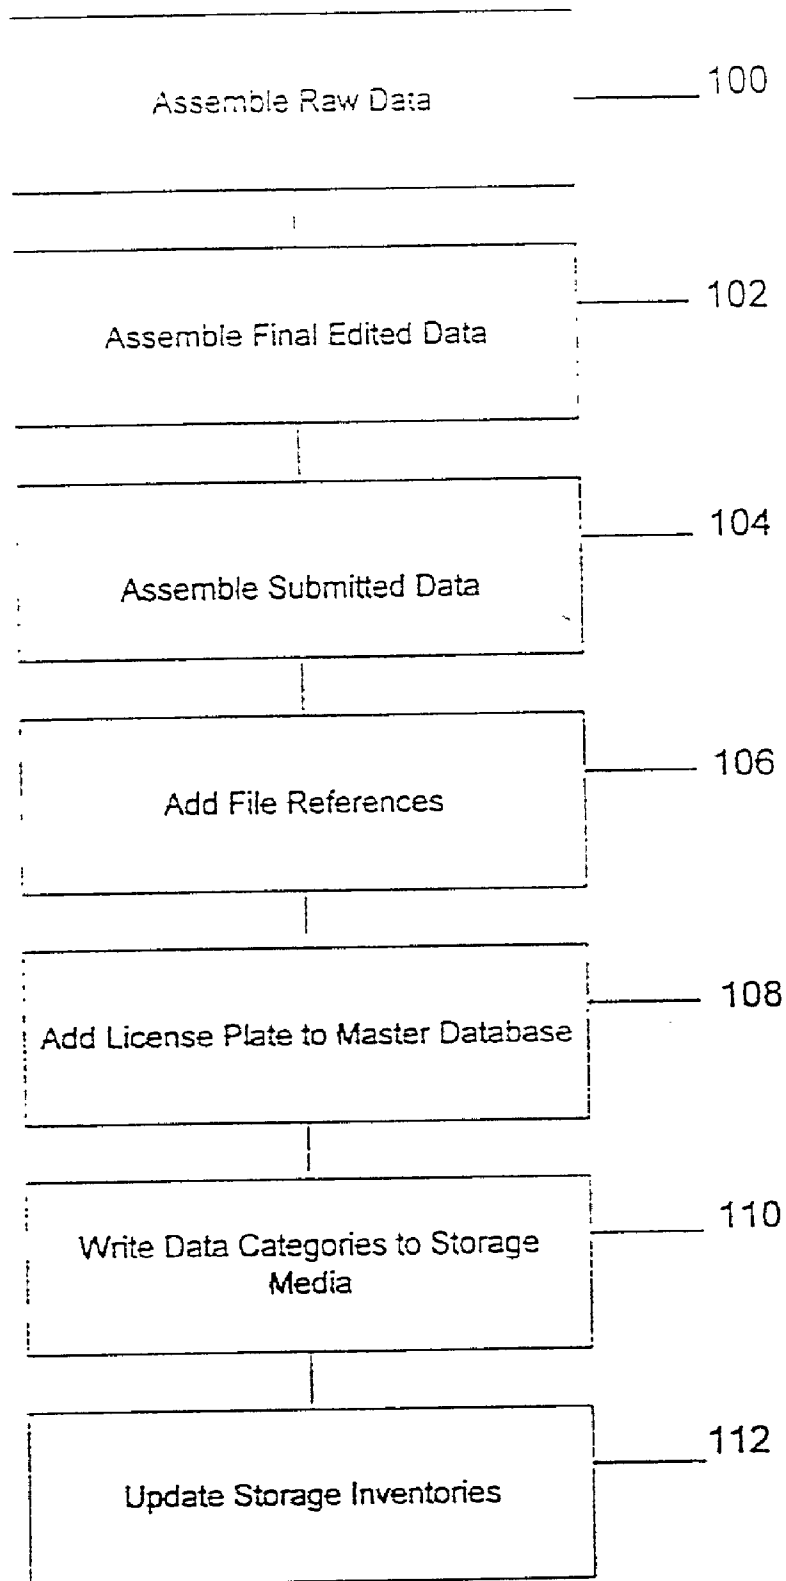 Assemble Raw Data
100
Assemble Final Edited Data
102
Assemble Submitted Data
104
Add File References
106
Add License Plate to Master Database
108
Write Data Categories to Storage
Media
110
Update Storage Inventories
112